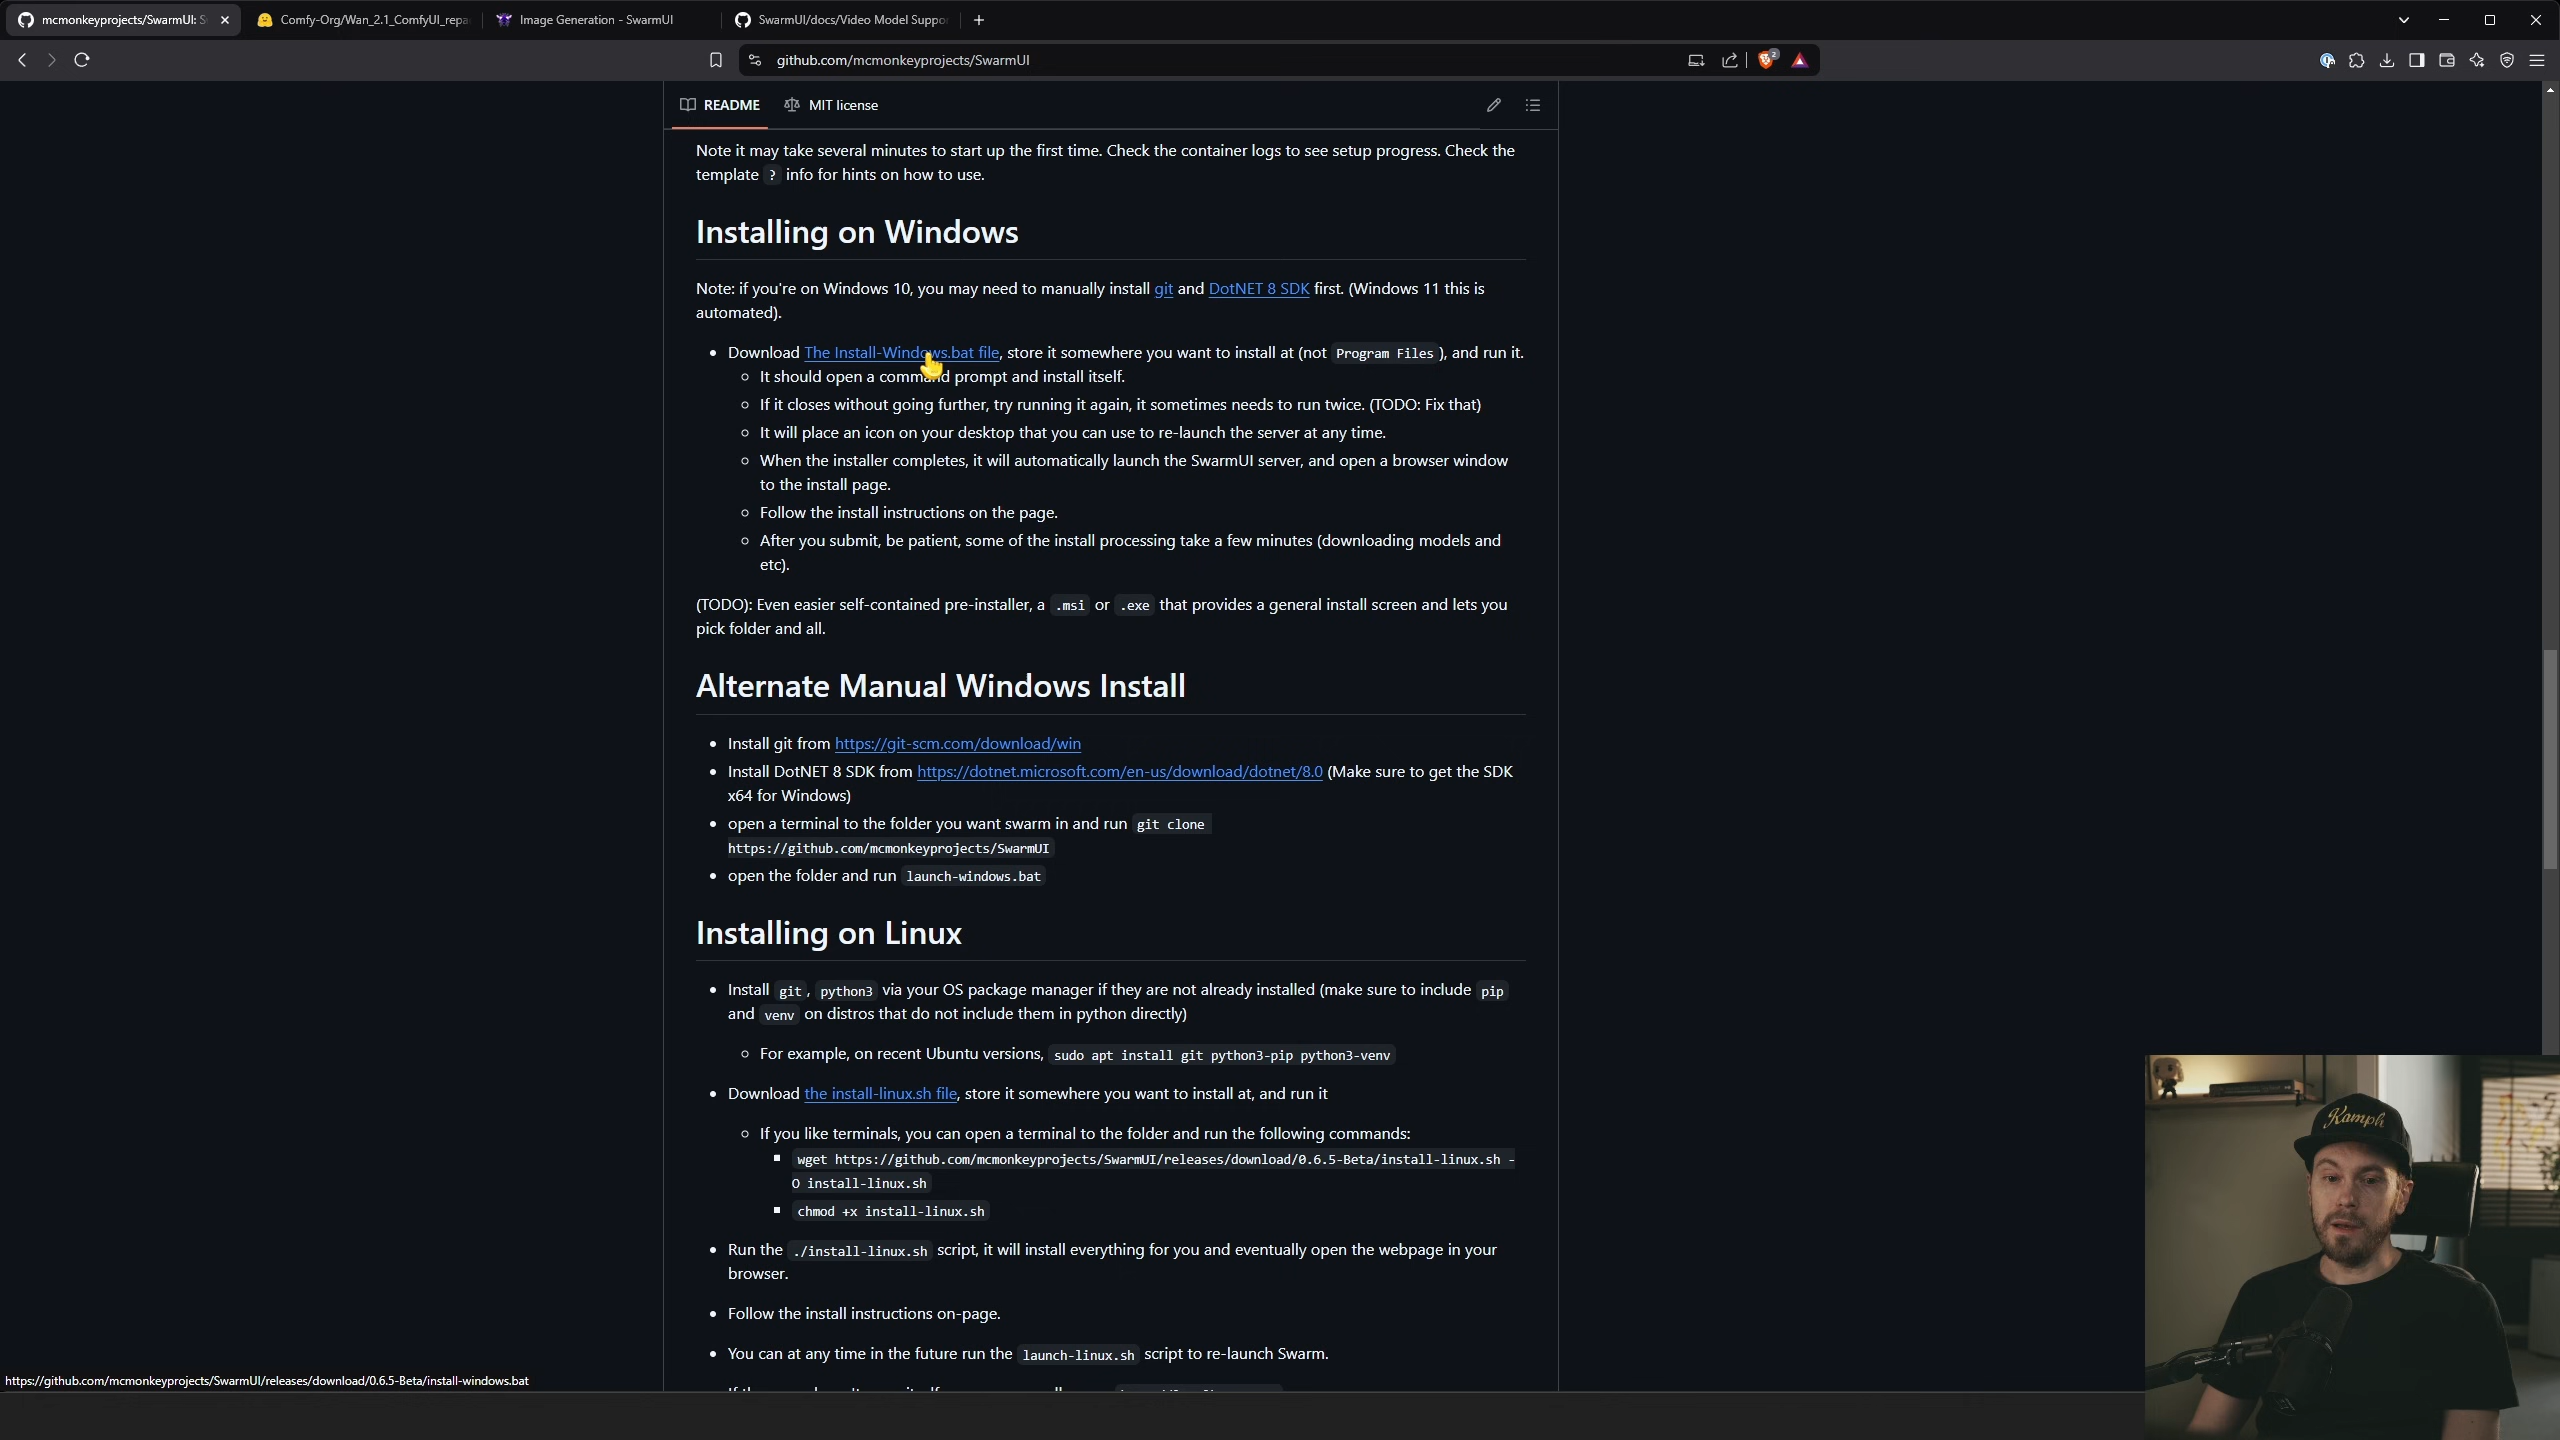 mcmonkeyprojects/SwarmUI: S
Comfy-Org/Wan_2.1_ComfyUI_repa
Image Generation - SwarmUI
SwarmUI/docs/Video Model Suppor
github.com/mcmonkeyprojects/SwarmUI
2
README
MIT license
Note it may take several minutes to start up the first time. Check the container logs to see setup progress. Check the
template ? info for hints on how to use.
Installing on Windows
Note: if you're on Windows 10, you may need to manually install git and DotNET 8 SDK first. (Windows 11 this is
automated).
Download The Install-Windows.bat file, store it somewhere you want to install at (not Program Files), and run it.
It should open a command prompt and install itself.
If it closes without going further, try running it again, it sometimes needs to run twice. (TODO: Fix that)
It will place an icon on your desktop that you can use to re-launch the server at any time.
When the installer completes, it will automatically launch the SwarmUI server, and open a browser window
to the install page.
Follow the install instructions on the page.
After you submit, be patient, some of the install processing take a few minutes (downloading models and
etc).
(TODO): Even easier self-contained pre-installer, a .msi or .exe that provides a general install screen and lets you
pick folder and all.
Alternate Manual Windows Install
Install git from https://git-scm.com/download/win
Install DotNET 8 SDK from https://dotnet.microsoft.com/en-us/download/dotnet/8.0 (Make sure to get the SDK
x64 for Windows)
open a terminal to the folder you want swarm in and run git clone
https://github.com/mcmonkeyprojects/SwarmUI
open the folder and run launch-windows.bat
Installing on Linux
Install git, python3 via your OS package manager if they are not already installed (make sure to include pip
and venv on distros that do not include them in python directly)
For example, on recent Ubuntu versions, sudo apt install git python3-pip python3-venv
Download the install-linux.sh file, store it somewhere you want to install at, and run it
If you like terminals, you can open a terminal to the folder and run the following commands:
wget https://github.com/mcmonkeyprojects/SwarmUI/releases/download/0.6.5-Beta/install-linux.sh -
O install-linux.sh
chmod +x install-linux.sh
Run the ./install-linux.sh script, it will install everything for you and eventually open the webpage in your
browser.
Follow the install instructions on-page.
You can at any time in the future run the launch-linux.sh script to re-launch Swarm.
https://github.com/mcmonkeyprojects/SwarmUI/releases/download/0.6.5-Beta/install-windows.bat
Kamph